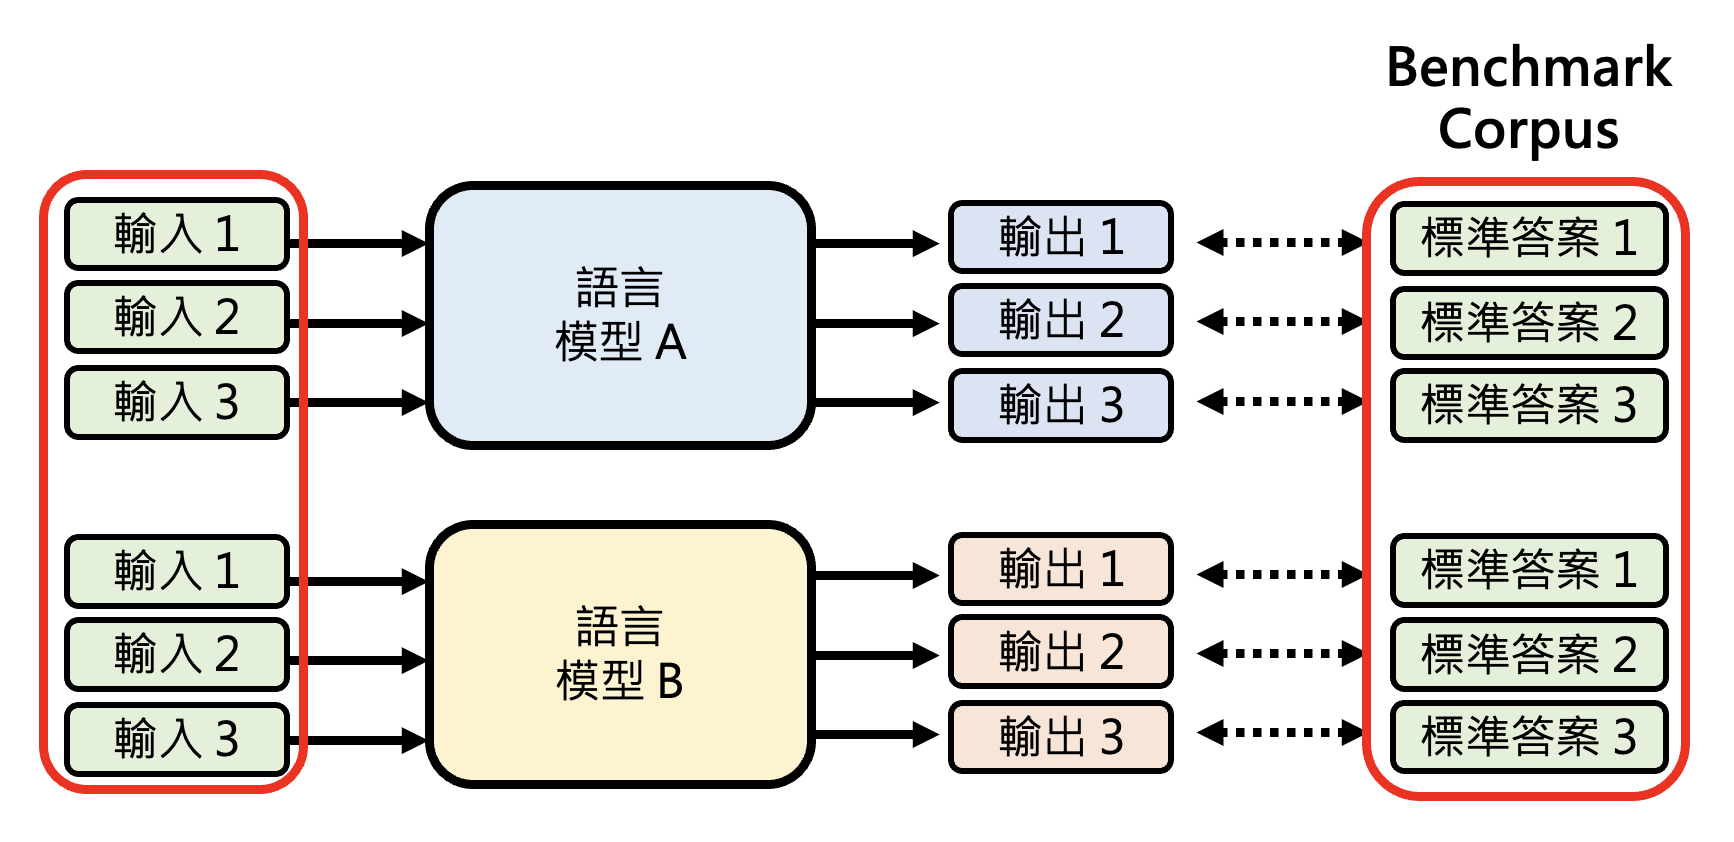 Benchmark
Corpus
輸入 1
輸入 2
輸入 3
語言
模型 A
輸出 1
輸出 2
輸出 3
標準答案 1
標準答案 2
標準答案 3
輸入 1
輸入 2
輸入 3
語言
模型 B
輸出 1
輸出 2
輸出 3
標準答案 1
標準答案 2
標準答案 3